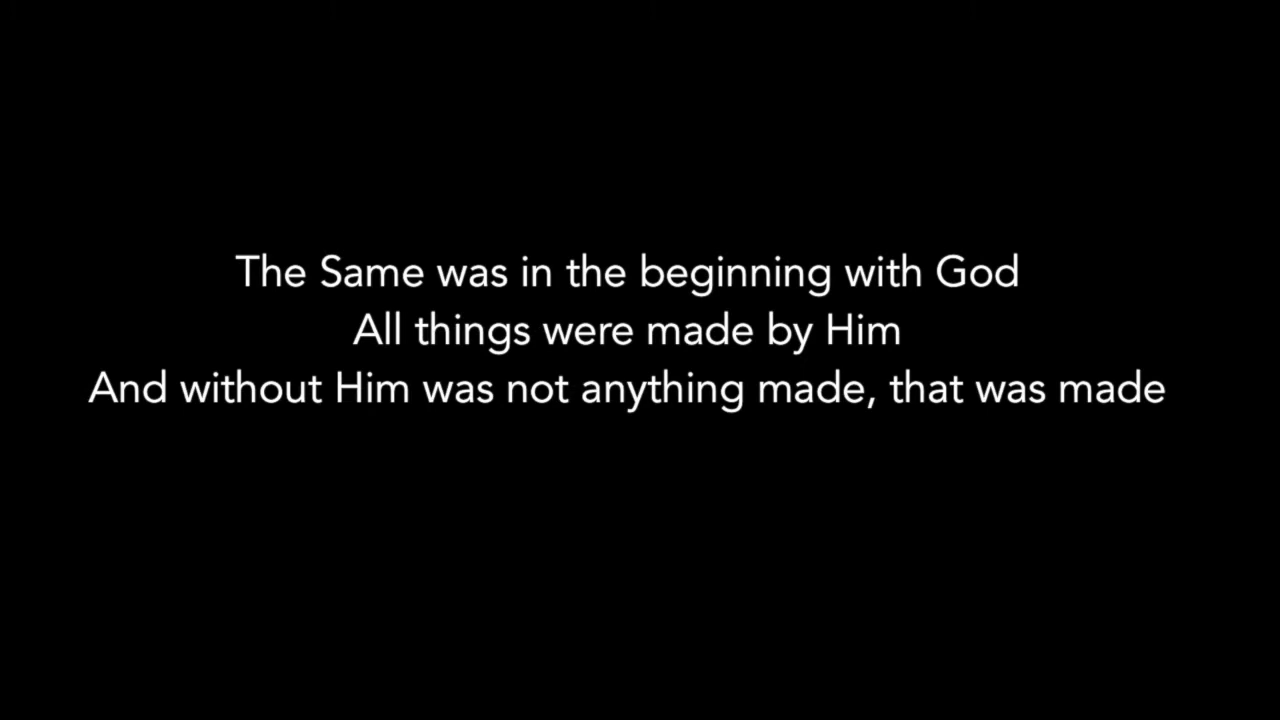 The Same was in the beginning with God
All things were made by Him
And without Him was not anything made, that was made